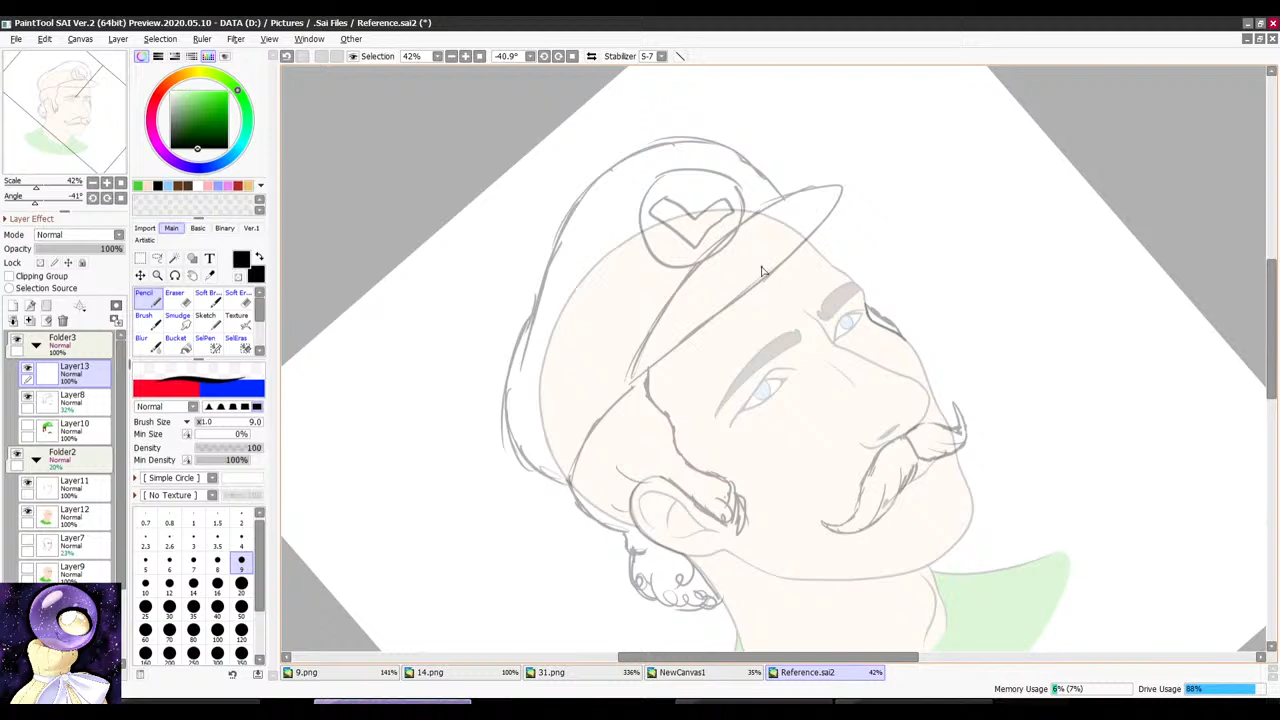 PaintTool SAI Ver.2 (64bit) Preview.2020.05.10 - DATA (D:) / Pictures / .Sai Files / Reference.sai2 (*)
File Edit Canvas Layer Selection Ruler Filter View Window Other
Selection 42% -40.9° Stabilizer S-7
Scale 42%
Angle -41°
Layer Effect
Mode Normal
Opacity 100%
Lock
Clipping Group
Selection Source
Folder3
Normal
100%
Layer13
Normal
100%
Layer8
Normal
32%
Layer10
Normal
100%
Folder2
Normal
20%
Layer11
Normal
100%
Layer12
Normal
100%
Layer7
Normal
23%
Layer9
Normal
100%
Import Main Basic Binary Ver.1
Artistic
T
Pencil Eraser Soft Br... Soft Er...
Brush Smudge Sketch Texture
Blur Bucket SelPen SelEras
Normal
Brush Size x1.0 9.0
Min Size 0%
Density 100
Min Density 100%
[ Simple Circle ]
[ No Texture ]
0.7 0.8 1 1.5 2
2.3 2.6 3 3.5 4
5 6 7 8 9
10 12 14 16 20
25 30 35 40 50
60 70 80 100 120
160 200 250 300 350
9.png 141% 14.png 100% 31.png 336% NewCanvas1 35% Reference.sai2 42%
Memory Usage 6% (7%) Drive Usage 88%